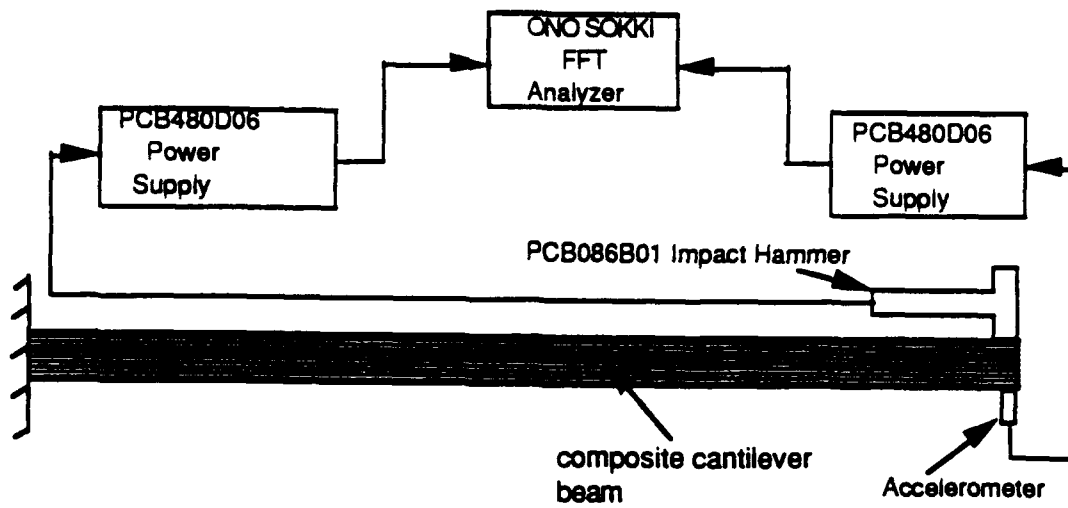 ONO SOKKI
FFT
Analyzer
PCB480D06
Power
Supply
PCB480D06
Power
Supply
PCB086B01 Impact Hammer
composite cantilever
beam
Accelerometer